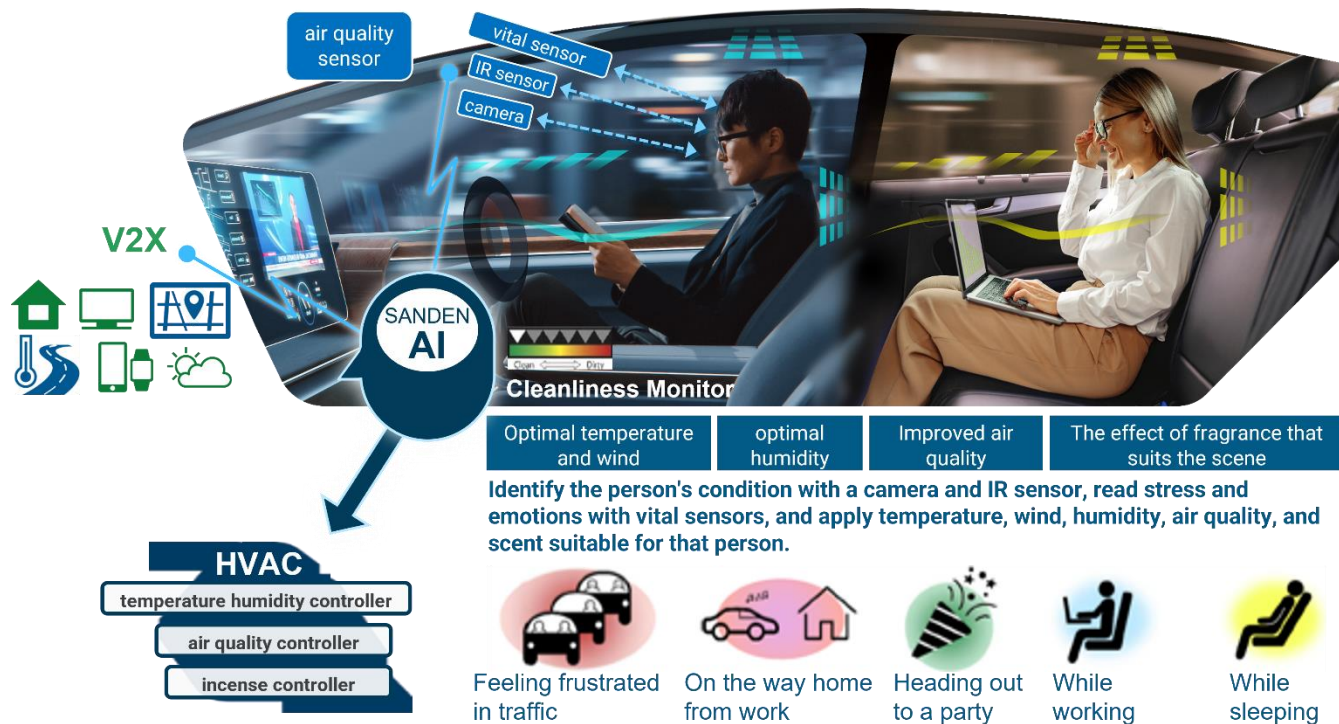 air quality
sensor
vital sensor
IR sensor
camera
V2X
SANDEN
AI
Clean
Dirty
Cleanliness Monitor
Optimal temperature
and wind
optimal
humidity
Improved air
quality
The effect of fragrance that
suits the scene
Identify the person's condition with a camera and IR sensor, read stress and
emotions with vital sensors, and apply temperature, wind, humidity, air quality, and
scent suitable for that person.
HVAC
temperature humidity controller
air quality controller
incense controller
Feeling frustrated
in traffic
On the way home
from work
Heading out
to a party
While
working
While
sleeping